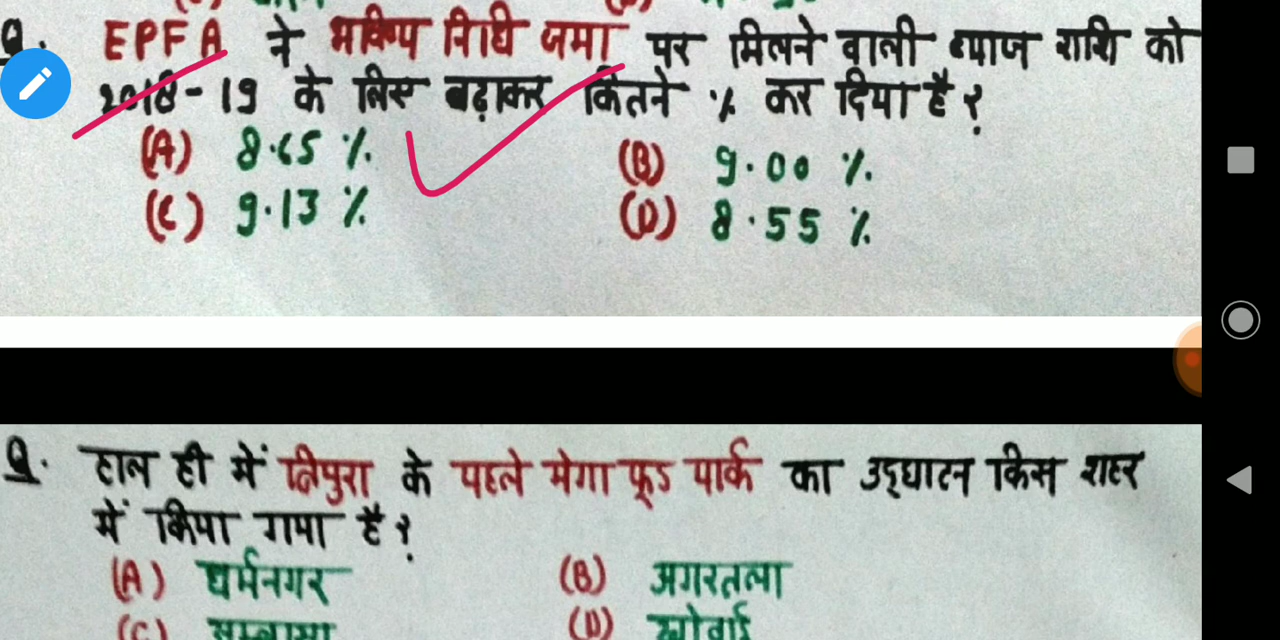 Q. EPFA ने भविष्य निधि जमा पर मिलने वाली ब्याज राशि को
2018-19 के लिए बढ़ाकर कितने % कर दिया है?
(A) 8.65 %. (B) 9.00 %.
(C) 9.13 %. (D) 8.55 %.
Q. हाल ही में त्रिपुरा के पहले मेगा फूड पार्क का उद्घाटन किस शहर
में किया गया है?
(A) धर्मनगर (B) अगरतला
(C) (D)